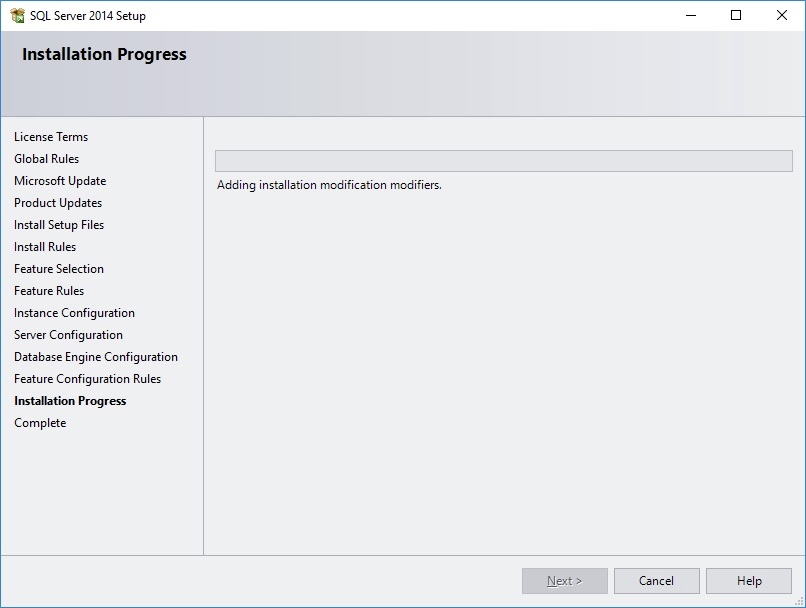 SQL Server 2014 Setup
Installation Progress
License Terms
Global Rules
Microsoft Update
Product Updates
Install Setup Files
Install Rules
Feature Selection
Feature Rules
Instance Configuration
Server Configuration
Database Engine Configuration
Feature Configuration Rules
Installation Progress
Complete
Adding installation modification modifiers.
Next >
Cancel
Help